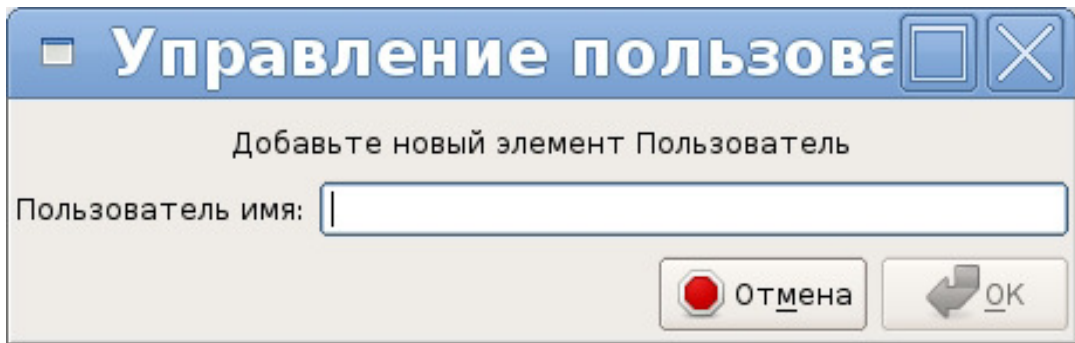 Управление пользова
Добавьте новый элемент Пользователь
Пользователь имя:
Отмена OK